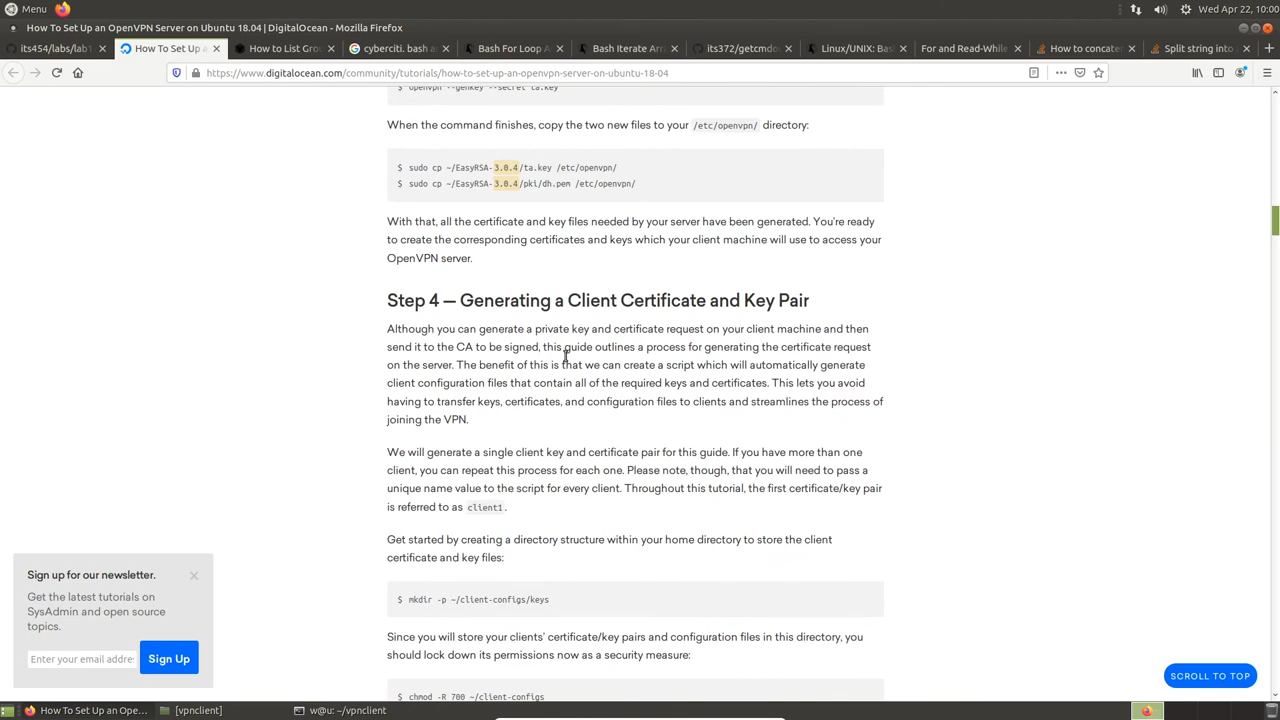 Menu
Wed Apr 22, 10:00
How To Set Up an OpenVPN Server on Ubuntu 18.04 | DigitalOcean - Mozilla Firefox
its454/labs/lab1
How To Set Up
How to List Grou
cyberciti. bash as
Bash For Loop A
Bash Iterate Arra
its372/getcmdou
Linux/UNIX: Bas
For and Read-While
How to concate
Split string into
https://www.digitalocean.com/community/tutorials/how-to-set-up-an-openvpn-server-on-ubuntu-18-04
$ openvpn --genkey --secret ta.key
When the command finishes, copy the two new files to your /etc/openvpn/ directory:
$ sudo cp ~/EasyRSA-3.0.4/ta.key /etc/openvpn/
$ sudo cp ~/EasyRSA-3.0.4/pki/dh.pem /etc/openvpn/
With that, all the certificate and key files needed by your server have been generated. You're ready
to create the corresponding certificates and keys which your client machine will use to access your
OpenVPN server.
Step 4 — Generating a Client Certificate and Key Pair
Although you can generate a private key and certificate request on your client machine and then
send it to the CA to be signed, this guide outlines a process for generating the certificate request
on the server. The benefit of this is that we can create a script which will automatically generate
client configuration files that contain all of the required keys and certificates. This lets you avoid
having to transfer keys, certificates, and configuration files to clients and streamlines the process of
joining the VPN.
We will generate a single client key and certificate pair for this guide. If you have more than one
client, you can repeat this process for each one. Please note, though, that you will need to pass a
unique name value to the script for every client. Throughout this tutorial, the first certificate/key pair
is referred to as client1.
Get started by creating a directory structure within your home directory to store the client
certificate and key files:
$ mkdir -p ~/client-configs/keys
Since you will store your clients' certificate/key pairs and configuration files in this directory, you
should lock down its permissions now as a security measure:
$ chmod -R 700 ~/client-configs
Sign up for our newsletter.
Get the latest tutorials on
SysAdmin and open source
topics.
Enter your email addre
Sign Up
SCROLL TO TOP
How To Set Up an Ope...
[vpnclient]
w@u: ~/vpnclient